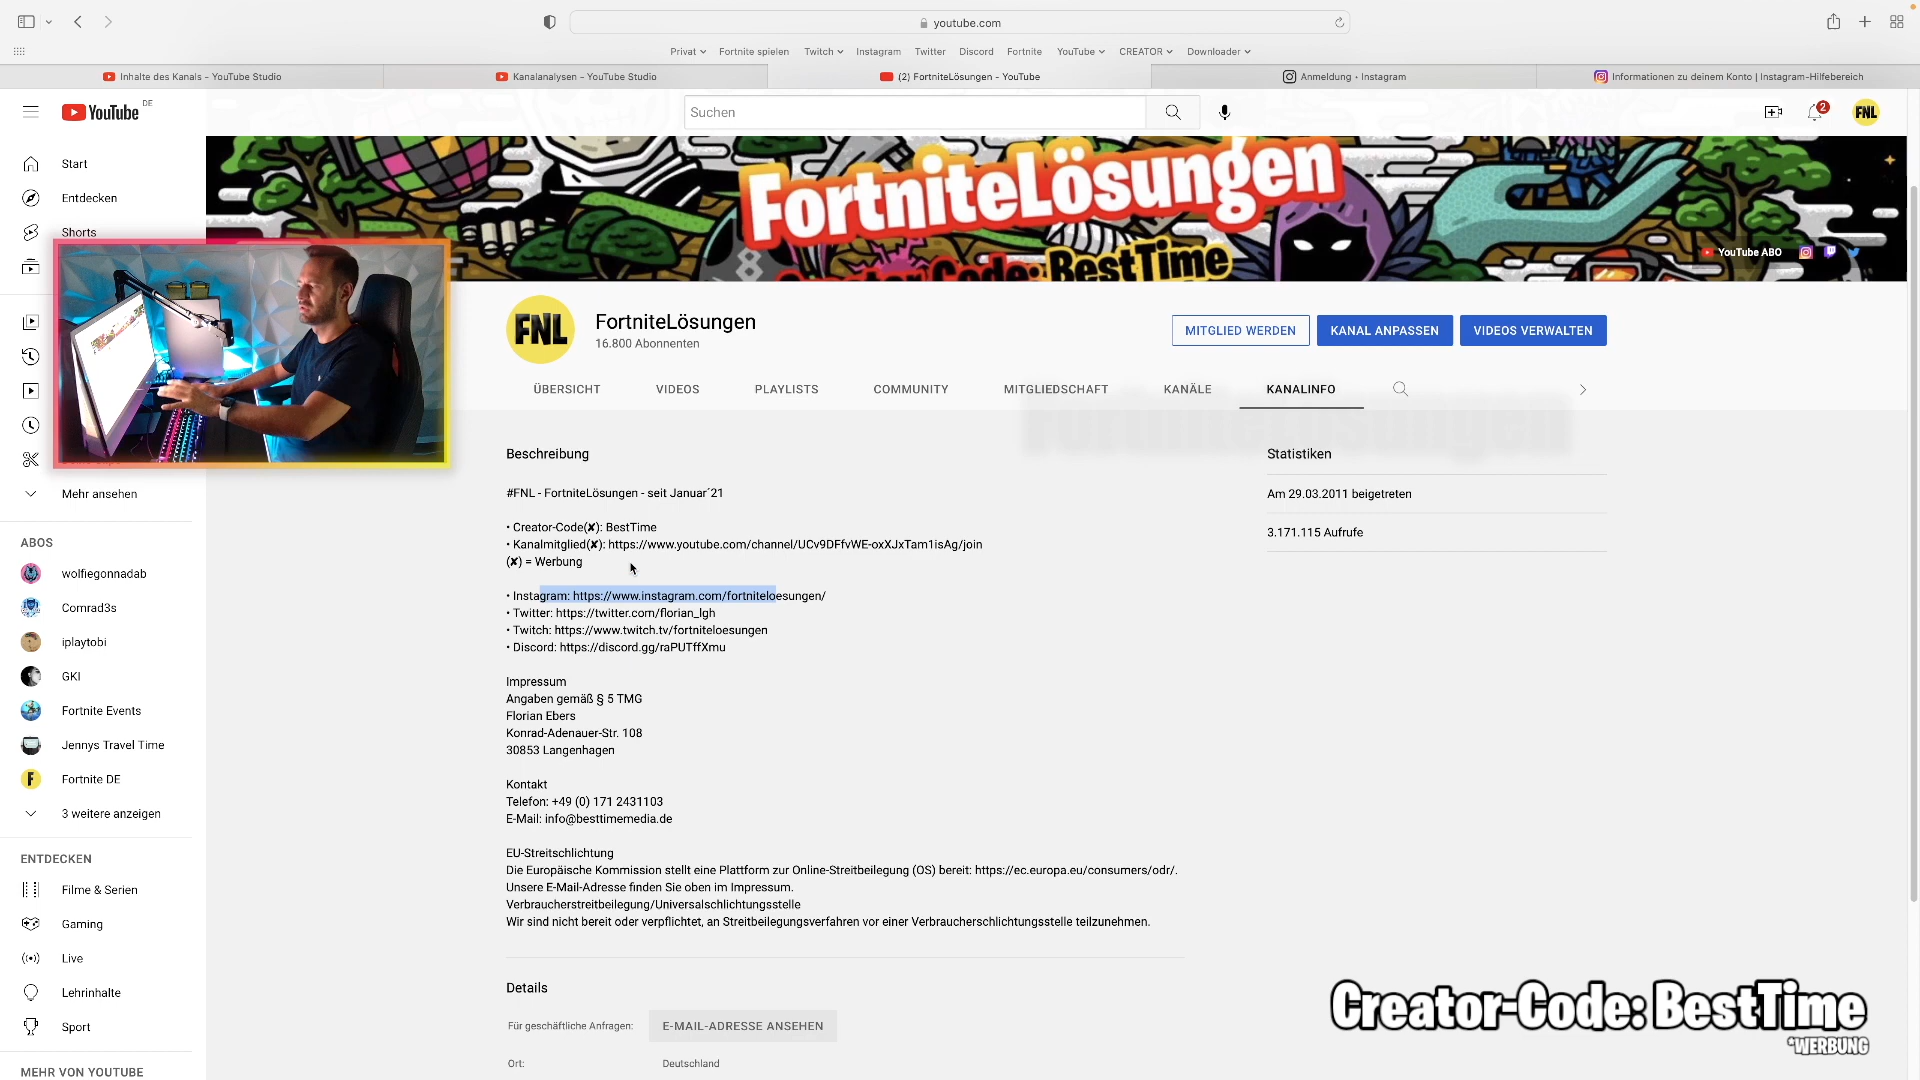 youtube.com
Privat
Fortnite spielen
Twitch
Instagram
Twitter
Discord
Fortnite
YouTube
CREATOR
Downloader
Inhalte des Kanals - YouTube Studio
Kanalanalysen - YouTube Studio
(2) FortniteLösungen - YouTube
Anmeldung • Instagram
Informationen zu deinem Konto | Instagram-Hilfebereich
YouTube DE
Suchen
2
FNL
Start
Entdecken
Shorts
FortniteLösungen
Creator Code: BestTime
YouTube ABO
FNL
FortniteLösungen
16.800 Abonnenten
MITGLIED WERDEN
KANAL ANPASSEN
VIDEOS VERWALTEN
ÜBERSICHT
VIDEOS
PLAYLISTS
COMMUNITY
MITGLIEDSCHAFT
KANÄLE
KANALINFO
Mehr ansehen
ABOS
wolfiegonnadab
Comrad3s
iplaytobi
GKI
Fortnite Events
Jennys Travel Time
Fortnite DE
3 weitere anzeigen
ENTDECKEN
Filme & Serien
Gaming
Live
Lehrinhalte
Sport
MEHR VON YOUTUBE
Beschreibung
#FNL - FortniteLösungen - seit Januar´21
• Creator-Code(✘): BestTime
• Kanalmitglied(✘): https://www.youtube.com/channel/UCv9DFfvWE-oxXJxTam1isAg/join
(✘) = Werbung
• Instagram: https://www.instagram.com/fortniteloesungen/
• Twitter: https://twitter.com/florian_lgh
• Twitch: https://www.twitch.tv/fortniteloesungen
• Discord: https://discord.gg/raPUTffXmu
Impressum
Angaben gemäß § 5 TMG
Florian Ebers
Konrad-Adenauer-Str. 108
30853 Langenhagen
Kontakt
Telefon: +49 (0) 171 2431103
E-Mail: info@besttimemedia.de
EU-Streitschlichtung
Die Europäische Kommission stellt eine Plattform zur Online-Streitbeilegung (OS) bereit: https://ec.europa.eu/consumers/odr/.
Unsere E-Mail-Adresse finden Sie oben im Impressum.
Verbraucherstreitbeilegung/Universalschlichtungsstelle
Wir sind nicht bereit oder verpflichtet, an Streitbeilegungsverfahren vor einer Verbraucherschlichtungsstelle teilzunehmen.
Details
Für geschäftliche Anfragen:
E-MAIL-ADRESSE ANSEHEN
Ort:
Deutschland
Statistiken
Am 29.03.2011 beigetreten
3.171.115 Aufrufe
Creator-Code: BestTime
*WERBUNG